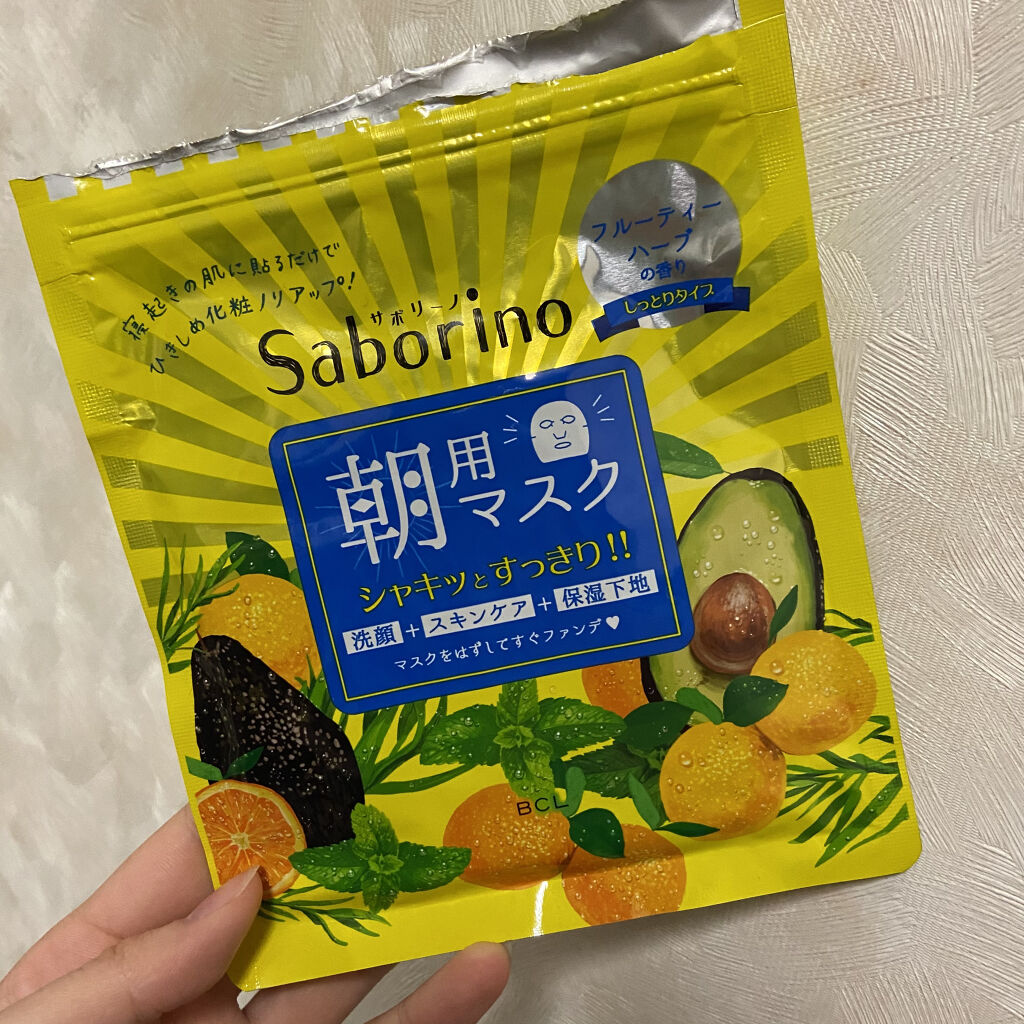 フルーティー
ハーブ
の香り
しっとりタイプ
寝起きの肌に貼るだけで
ひきしめ化粧ノリアップ!
サボリーノ
Saborino
朝用
マスク
シャキッとすっきり!!
洗顔+スキンケア+保湿下地
マスクをはずしてすぐファンデ♥
BCL